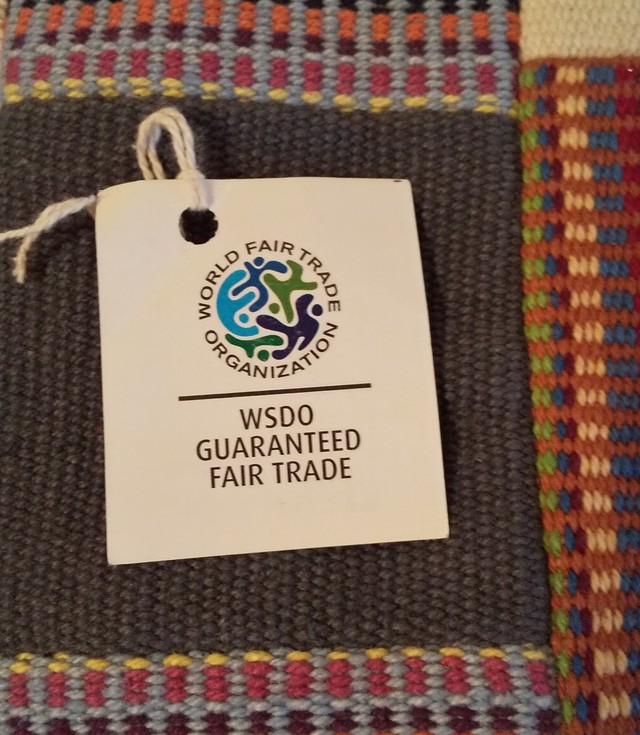 WORLD FAIR TRADE
ORGANIZATION
WSDO
GUARANTEED
FAIR TRADE